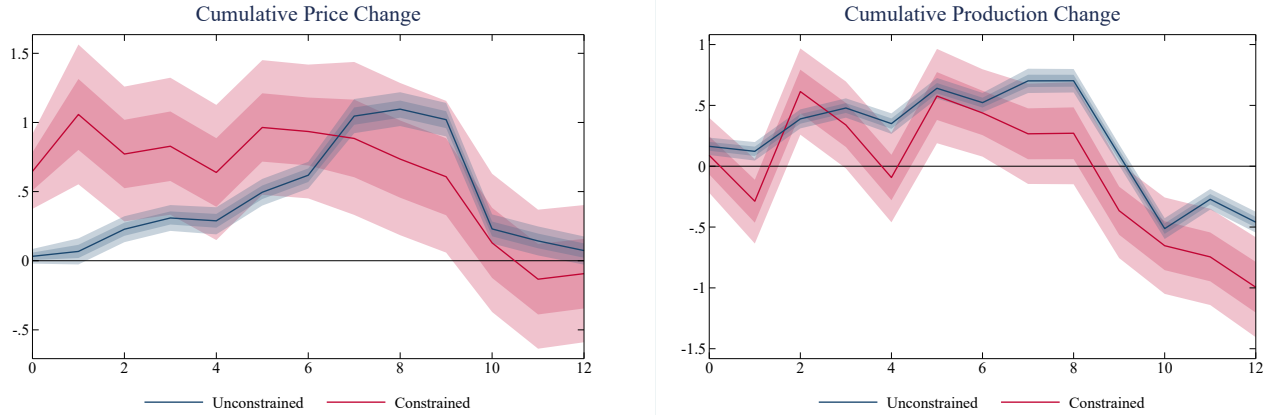 Cumulative Price Change
1.5
1
.5
0
-.5
0 2 4 6 8 10 12
Unconstrained Constrained
Cumulative Production Change
1
.5
0
-.5
-1
-1.5
0 2 4 6 8 10 12
Unconstrained Constrained